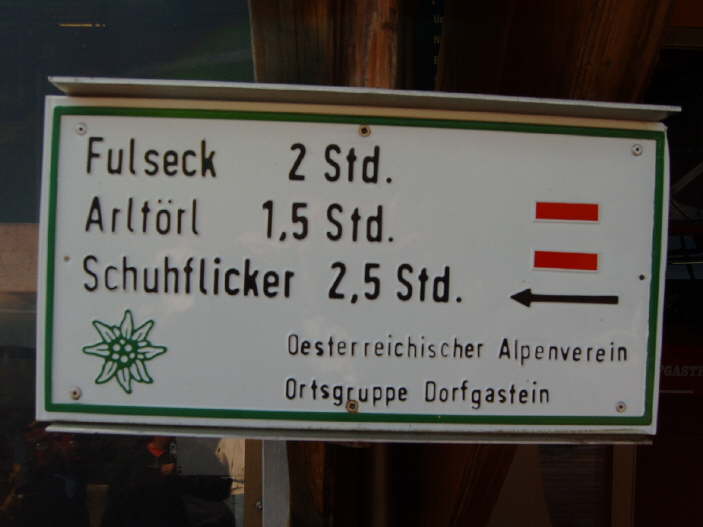 Fulseck 2 Std.
Arltörl 1,5 Std.
Schuhflicker 2,5 Std.
Oesterreichischer Alpenverein
Ortsgruppe Dorfgastein